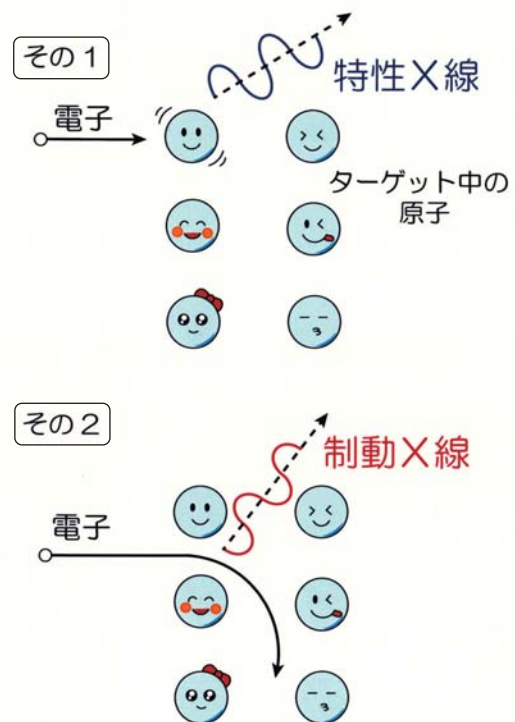 その1
特性X線
電子
ターゲット中の
原子
その2
制動X線
電子